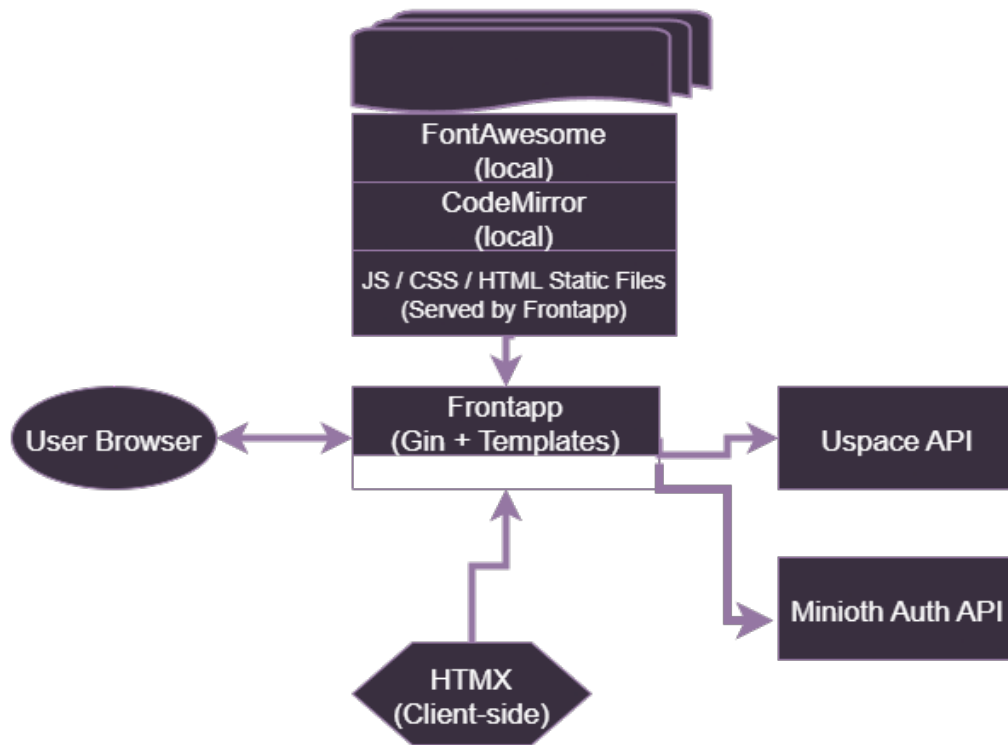 FontAwesome
(local)
CodeMirror
(local)
JS / CSS / HTML Static Files
(Served by Frontapp)
User Browser
Frontapp
(Gin + Templates)
Uspace API
Minioth Auth API
HTMX
(Client-side)